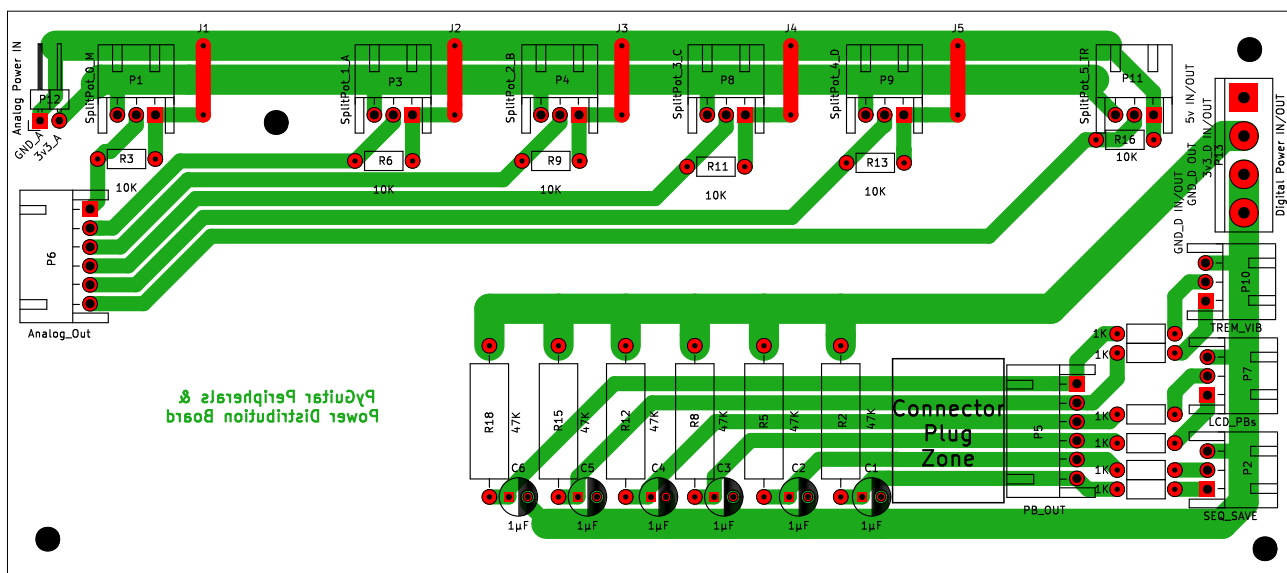 J1
J2
J3
J4
J5
Analog Power IN
P12
GND_A
3v3_A
SplitPot_0_M
P1
SplitPot_1_A
P3
SplitPot_2_B
P4
SplitPot_3_C
P8
SplitPot_4_D
P9
SplitPot_5_TR
P11
R3
10K
R6
10K
R9
10K
R11
10K
R13
10K
R16
10K
5v IN/OUT
3v3_D IN/OUT
GND_D OUT
GND_D IN/OUT
P13
Digital Power IN/OUT
P6
Analog_Out
P10
TREM_VIB
P7
LCD_PBs
P2
SEQ_SAVE
1K
1K
1K
1K
1K
1K
PyGuitar Peripherals &
Power Distribution Board
R18
47K
R15
47K
R12
47K
R8
47K
R5
47K
R2
47K
Connector
Plug
Zone
P5
PB_OUT
C6
C5
C4
C3
C2
C1
1µF
1µF
1µF
1µF
1µF
1µF